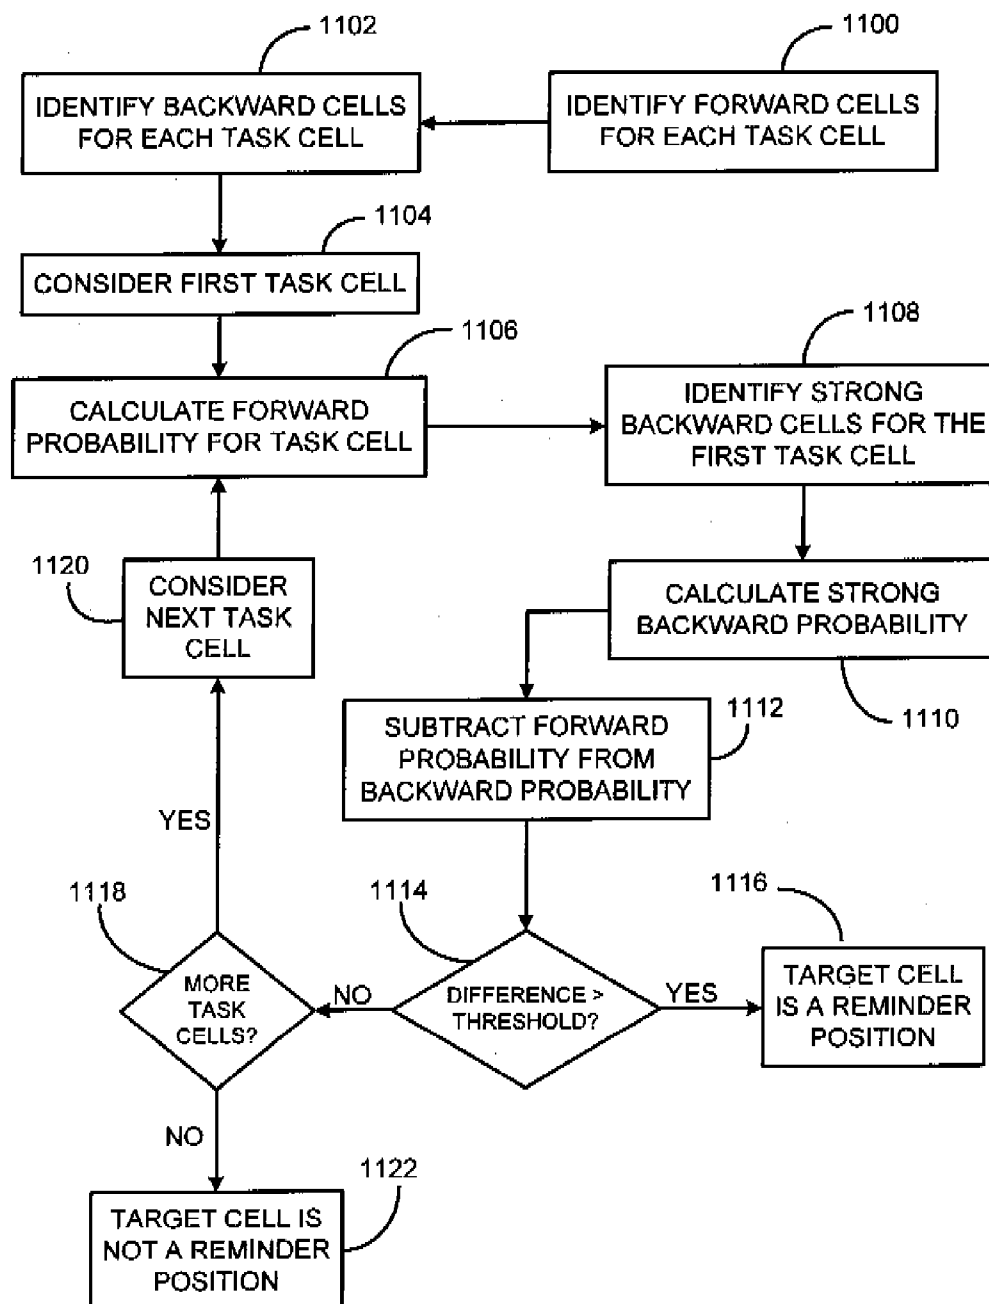 1102
1100
IDENTIFY BACKWARD CELLS
FOR EACH TASK CELL
IDENTIFY FORWARD CELLS
FOR EACH TASK CELL
1104
CONSIDER FIRST TASK CELL
1106
CALCULATE FORWARD
PROBABILITY FOR TASK CELL
1108
IDENTIFY STRONG
BACKWARD CELLS FOR THE
FIRST TASK CELL
1120
CONSIDER
NEXT TASK
CELL
CALCULATE STRONG
BACKWARD PROBABILITY
1110
1112
SUBTRACT FORWARD
PROBABILITY FROM
BACKWARD PROBABILITY
YES
1118
MORE
TASK
CELLS?
NO
1114
DIFFERENCE >
THRESHOLD?
YES
1116
TARGET CELL
IS A REMINDER
POSITION
NO
1122
TARGET CELL IS
NOT A REMINDER
POSITION